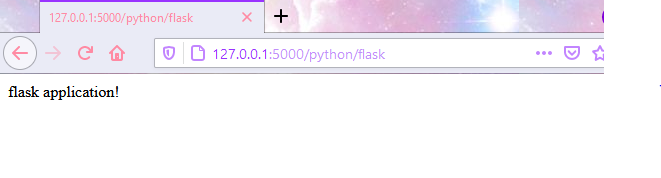 127.0.0.1:5000/python/flask
127.0.0.1:5000/python/flask
flask application!